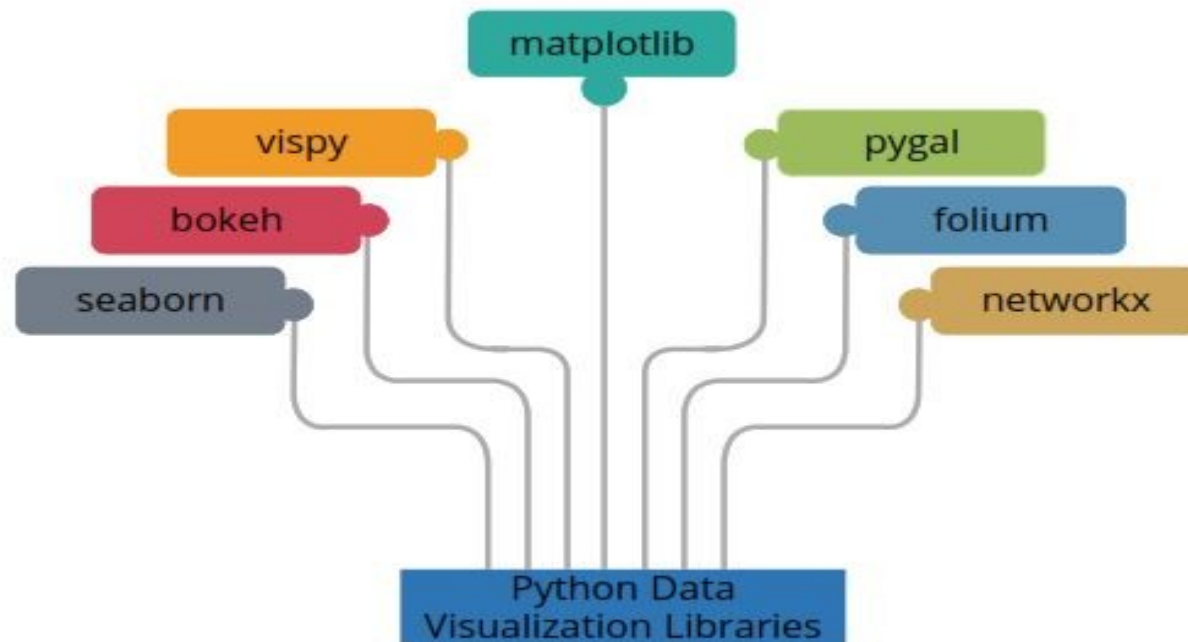 matplotlib
vispy
pygal
bokeh
folium
seaborn
networkx
Python Data
Visualization Libraries